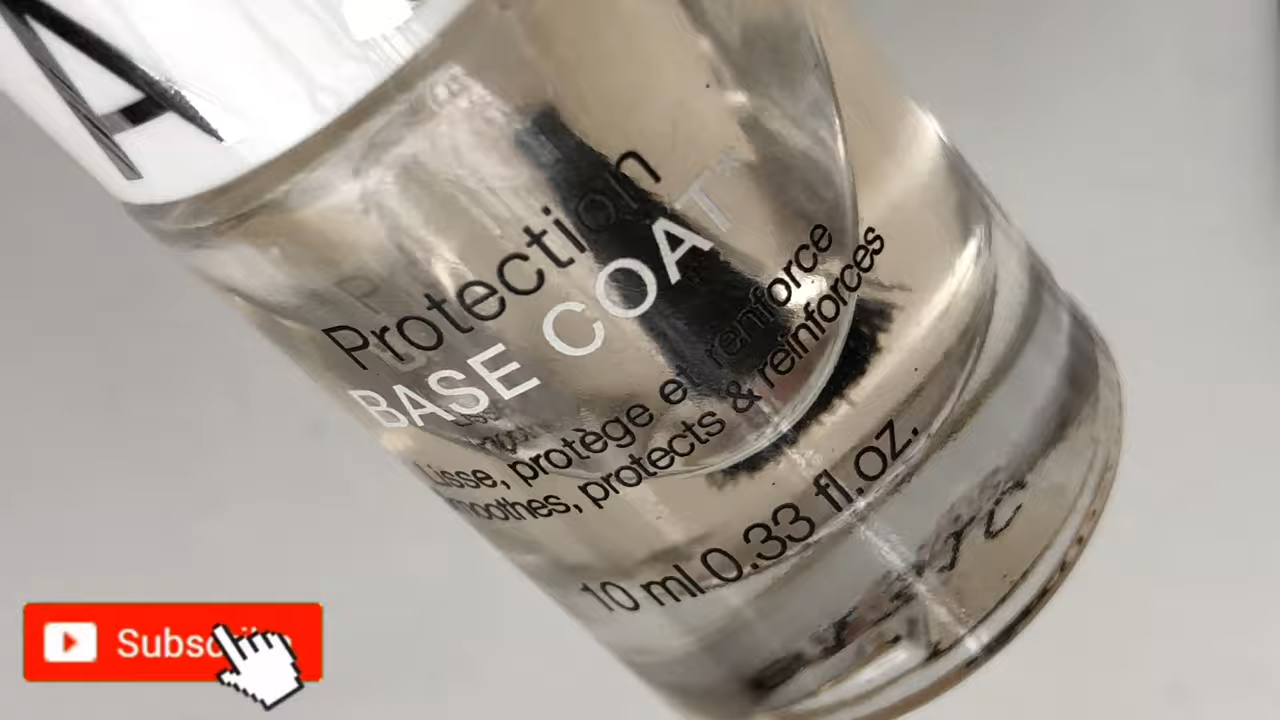 A
Protection
BASE COAT*
Lisse, protège et renforce
Smoothes, protects & reinforces
10 ml 0.33 fl.oz.
Subscribe